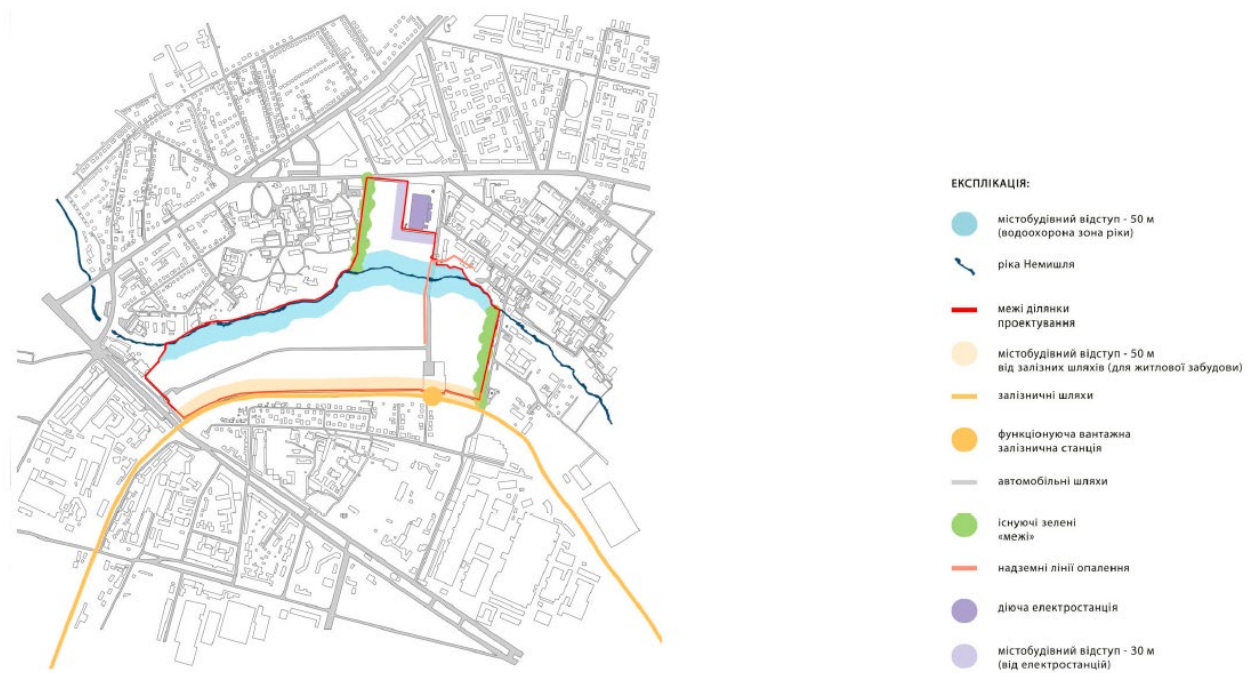 ЕКСПЛІКАЦІЯ:
містобудівний відступ - 50 м
(водоохорона зона ріки)
ріка Немишля
межі ділянки
проектування
містобудівний відступ - 50 м
від залізних шляхів (для житлової забудови)
залізничні шляхи
функціонуюча вантажна
залізнична станція
автомобільні шляхи
існуючі зелені
«межі»
надземні лінії опалення
діюча електростанція
містобудівний відступ - 30 м
(від електростанцій)